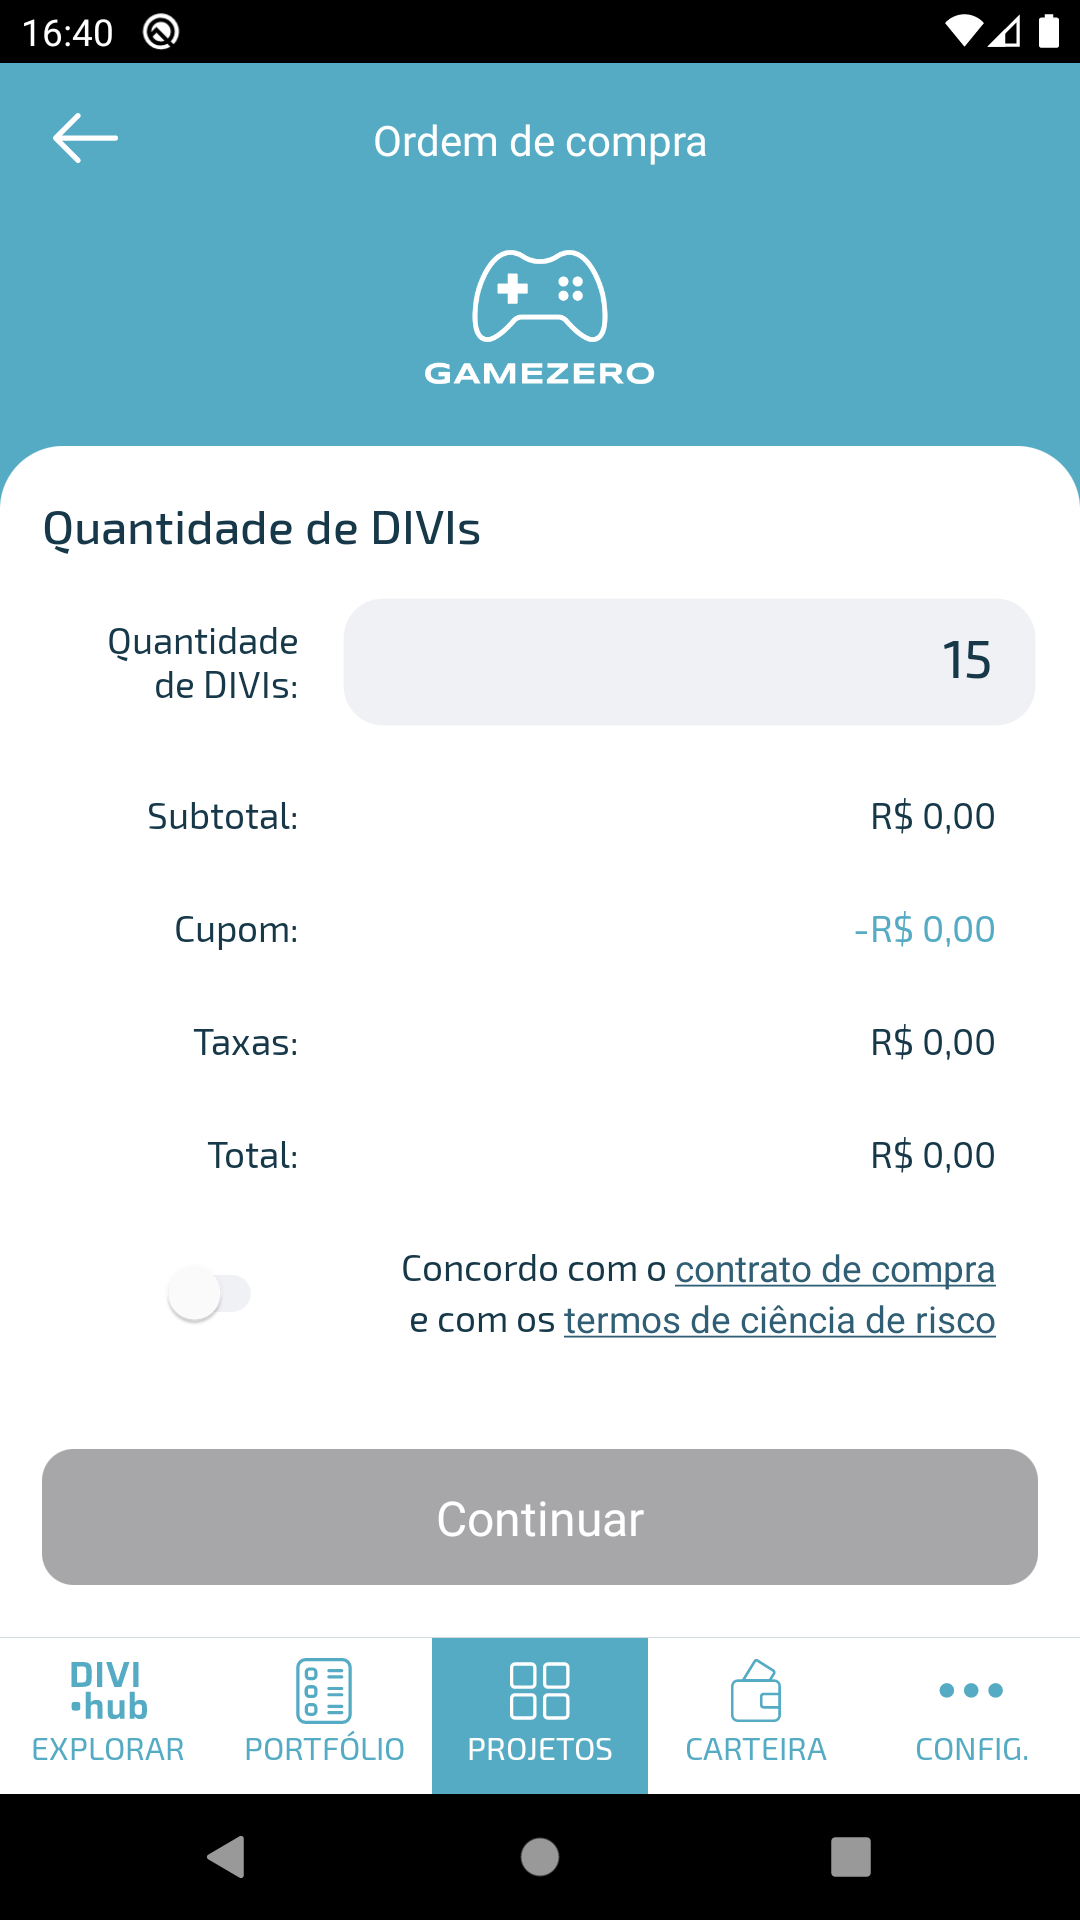 16:40
Ordem de compra
GAMEZERO
Quantidade de DIVIs
Quantidade
de DIVIs:
15
Subtotal:
R$ 0,00
Cupom:
-R$ 0,00
Taxas:
R$ 0,00
Total:
R$ 0,00
Concordo com o contrato de compra
e com os termos de ciência de risco
Continuar
DIVI
·hub
EXPLORAR
PORTFÓLIO
PROJETOS
CARTEIRA
CONFIG.